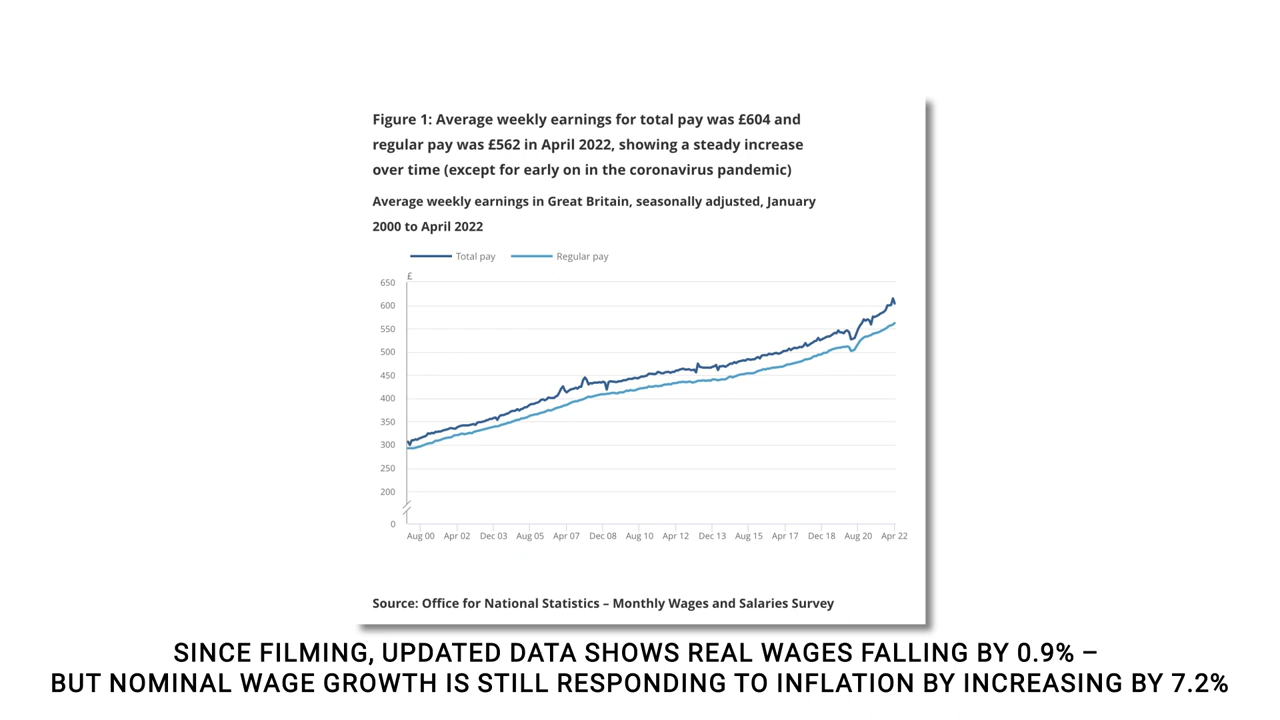 Figure 1: Average weekly earnings for total pay was £604 and
regular pay was £562 in April 2022, showing a steady increase
over time (except for early on in the coronavirus pandemic)
Average weekly earnings in Great Britain, seasonally adjusted, January
2000 to April 2022
Total pay Regular pay
£
650
600
550
500
450
400
350
300
250
200
0
Aug 00 Apr 02 Dec 03 Aug 05 Apr 07 Dec 08 Aug 10 Apr 12 Dec 13 Aug 15 Apr 17 Dec 18 Aug 20 Apr 22
Source: Office for National Statistics – Monthly Wages and Salaries Survey
SINCE FILMING, UPDATED DATA SHOWS REAL WAGES FALLING BY 0.9% –
BUT NOMINAL WAGE GROWTH IS STILL RESPONDING TO INFLATION BY INCREASING BY 7.2%